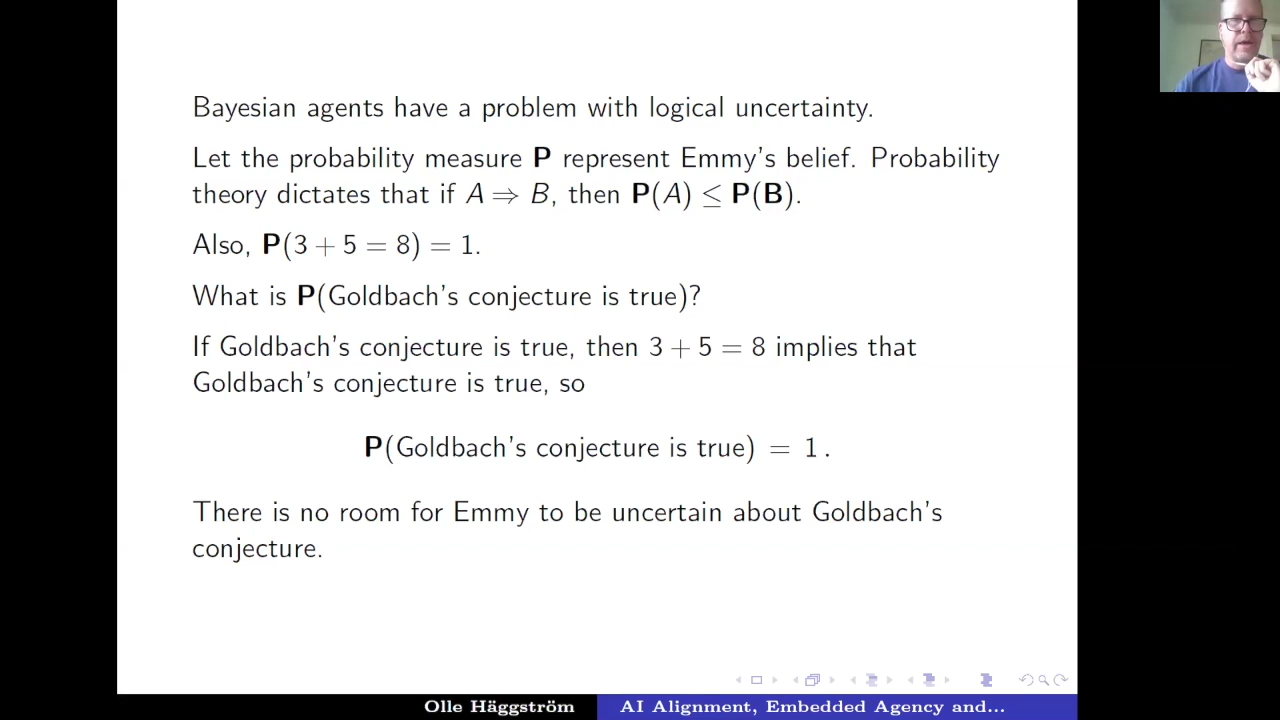 Bayesian agents have a problem with logical uncertainty.
Let the probability measure P represent Emmy's belief. Probability
theory dictates that if A ⇒ B, then P(A) ≤ P(B).
Also, P(3 + 5 = 8) = 1.
What is P(Goldbach's conjecture is true)?
If Goldbach's conjecture is true, then 3 + 5 = 8 implies that
Goldbach's conjecture is true, so
P(Goldbach's conjecture is true) = 1 .
There is no room for Emmy to be uncertain about Goldbach's
conjecture.
Olle Häggström AI Alignment, Embedded Agency and...